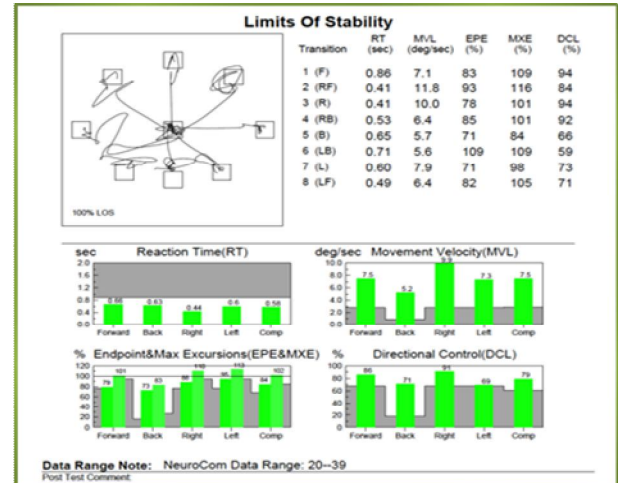 Limits Of Stability
Transition RT (sec) MVL (deg/sec) EPE (%) MXE (%) DCL (%)
1 (F) 0.86 7.1 83 109 94
2 (RF) 0.41 11.8 93 116 84
3 (R) 0.41 10.0 78 101 94
4 (RB) 0.53 6.4 85 101 92
5 (B) 0.65 5.7 71 84 66
6 (LB) 0.71 5.6 109 109 59
7 (L) 0.60 7.9 71 98 73
8 (LF) 0.49 6.4 82 105 71
100% LOS
sec Reaction Time(RT)
2.0
1.6
1.2
0.8
0.4
0.0
0.66 0.63 0.44 0.6 0.58
Forward Back Right Left Comp
deg/sec Movement Velocity(MVL)
10.0
8.0
6.0
4.0
2.0
0.0
7.5 5.2 9.9 7.3 7.5
Forward Back Right Left Comp
% Endpoint&Max Excursions(EPE&MXE)
120
100
80
60
40
20
0
79 101 73 83 88 110 95 113 84 102
Forward Back Right Left Comp
% Directional Control(DCL)
100
80
60
40
20
0
86 71 91 69 79
Forward Back Right Left Comp
Data Range Note: NeuroCom Data Range: 20--39
Post Test Comment: